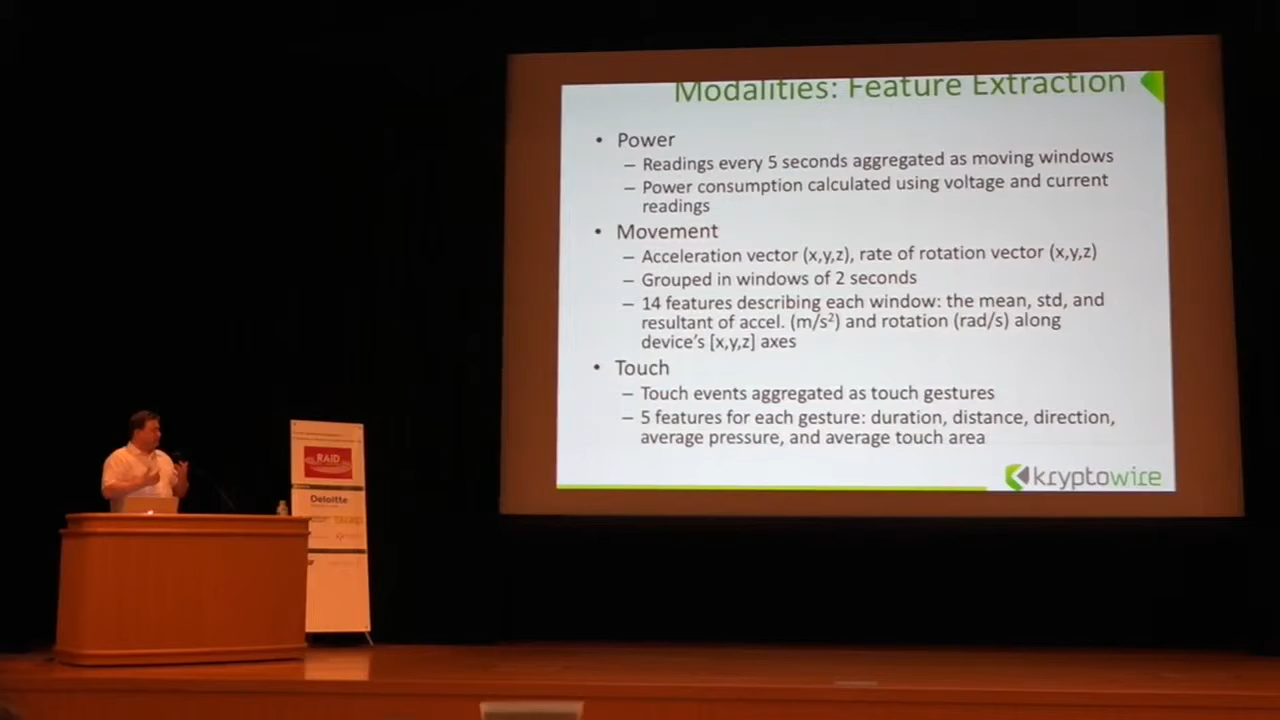 Modalities: Feature Extraction
• Power
– Readings every 5 seconds aggregated as moving windows
– Power consumption calculated using voltage and current
readings
• Movement
– Acceleration vector (x,y,z), rate of rotation vector (x,y,z)
– Grouped in windows of 2 seconds
– 14 features describing each window: the mean, std, and
resultant of accel. (m/s²) and rotation (rad/s) along
device's [x,y,z] axes
• Touch
– Touch events aggregated as touch gestures
– 5 features for each gesture: duration, distance, direction,
average pressure, and average touch area
kryptowire
RAID
Deloitte